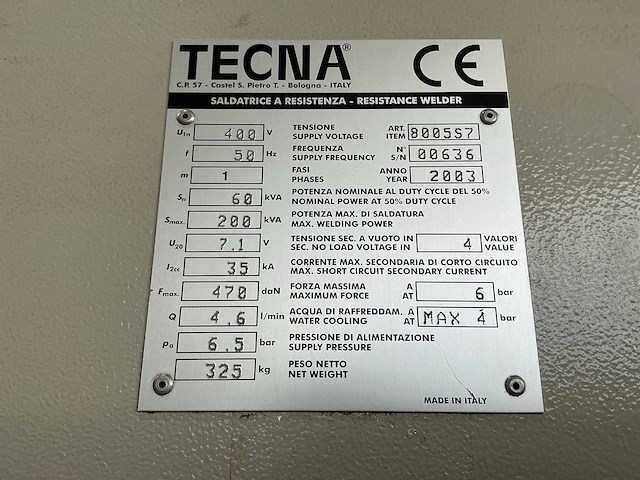 TECNA® CE
C.P. 57 - Castel S. Pietro T. - Bologna - ITALY
SALDATRICE A RESISTENZA - RESISTANCE WELDER
U1n 400 V TENSIONE SUPPLY VOLTAGE ART. ITEM 8005S7
f 50 Hz FREQUENZA SUPPLY FREQUENCY N° S/N 00636
m 1 FASI PHASES ANNO YEAR 2003
Sn 60 kVA POTENZA NOMINALE AL DUTY CYCLE DEL 50% NOMINAL POWER AT 50% DUTY CYCLE
Smax. 200 kVA POTENZA MAX. DI SALDATURA MAX. WELDING POWER
U20 7.1 V TENSIONE SEC. A VUOTO IN SEC. NO LOAD VOLTAGE IN 4 VALORI VALUE
I2cc 35 kA CORRENTE MAX. SECONDARIA DI CORTO CIRCUITO MAX. SHORT CIRCUIT SECONDARY CURRENT
Fmax. 470 daN FORZA MASSIMA MAXIMUM FORCE A AT 6 bar
Q 4.6 l/min ACQUA DI RAFFREDDAM. WATER COOLING A AT MAX 4 bar
Pa 6.5 bar PRESSIONE DI ALIMENTAZIONE SUPPLY PRESSURE
325 kg PESO NETTO NET WEIGHT
MADE IN ITALY